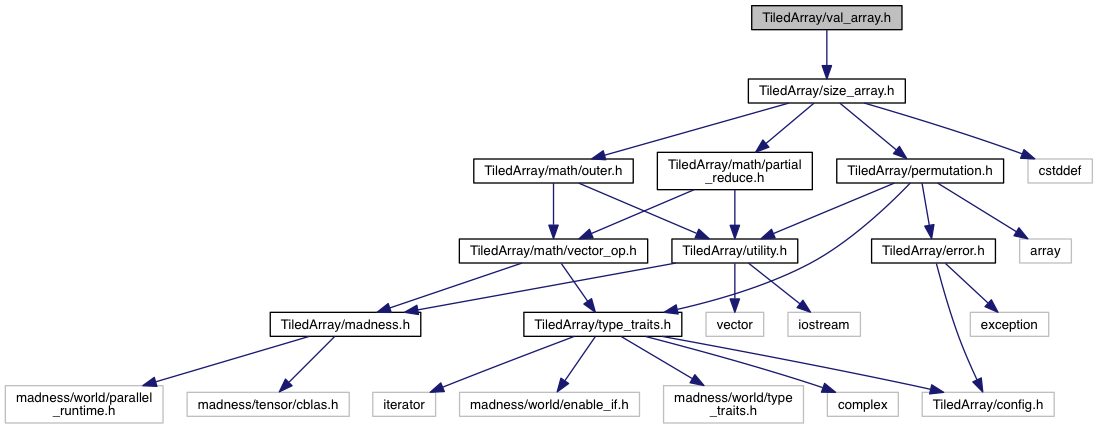 TiledArray/val_array.h
TiledArray/size_array.h
TiledArray/math/outer.h
TiledArray/math/partial
_reduce.h
TiledArray/permutation.h
cstddef
TiledArray/math/vector_op.h
TiledArray/utility.h
TiledArray/error.h
array
TiledArray/madness.h
TiledArray/type_traits.h
vector
iostream
exception
madness/world/parallel
_runtime.h
madness/tensor/cblas.h
iterator
madness/world/enable_if.h
madness/world/type
_traits.h
complex
TiledArray/config.h